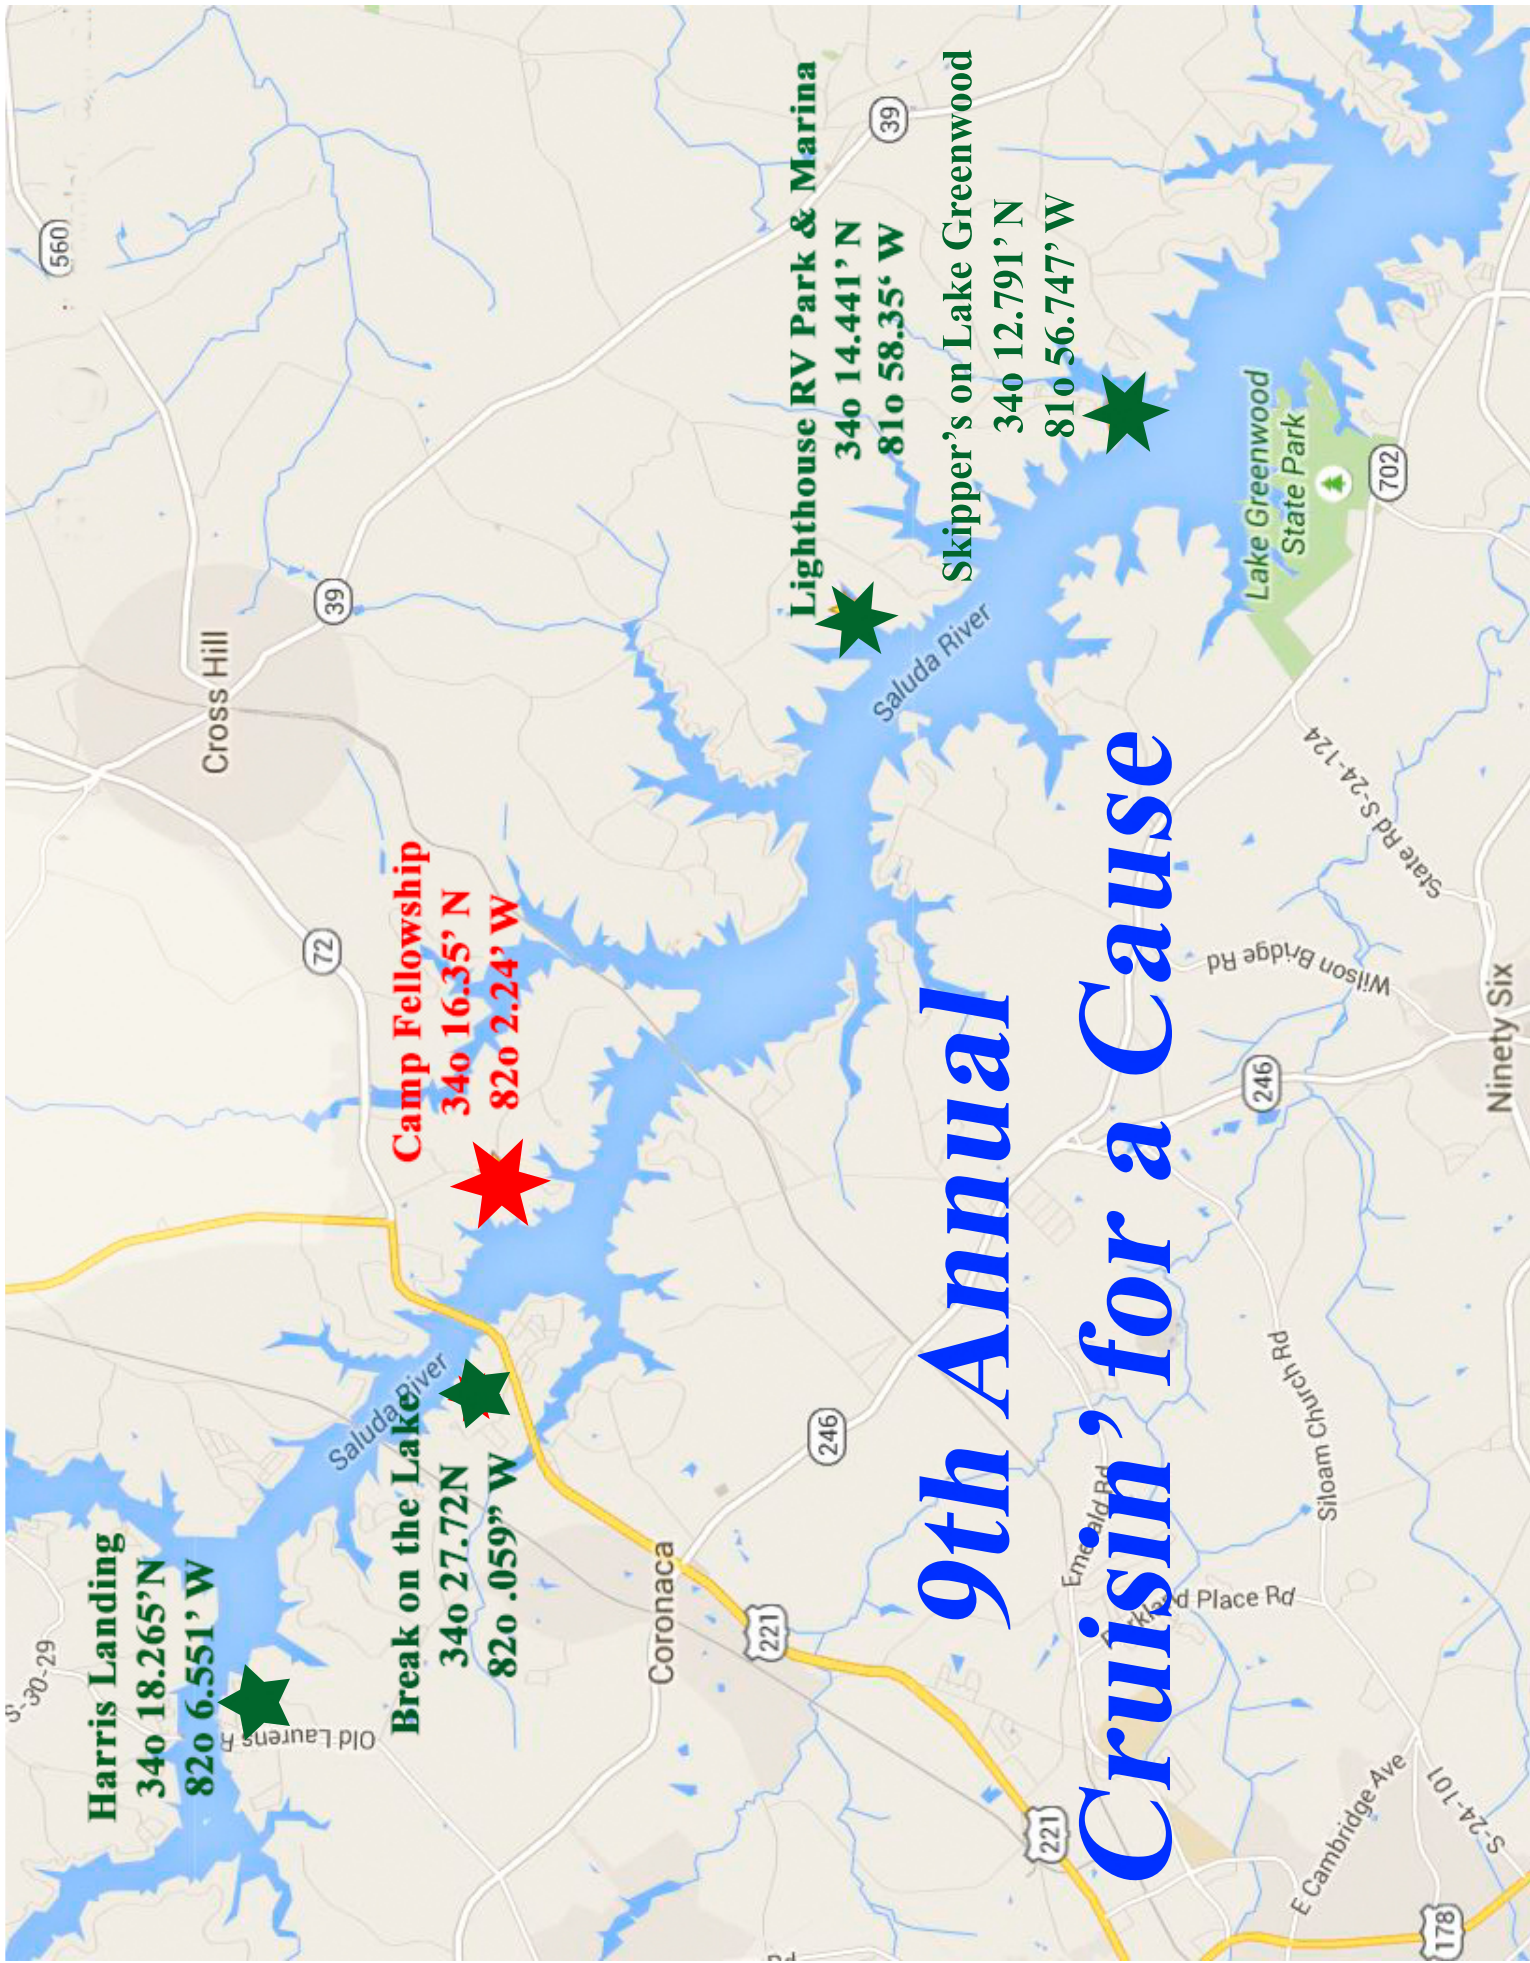 Harris Landing
34o 18.265’N
82o 6.551’ W
Break on the Lake
34o 27.72N
82o .059” W
Camp Fellowship
34o 16.35’ N
82o 2.24’ W
Lighthouse RV Park & Marina
34o 14.441’ N
81o 58.35‘ W
Skipper’s on Lake Greenwood
34o 12.791’ N
81o 56.747’ W
9th Annual
Cruisin’ for a Cause
S-30-29
Old Laurens R
Saluda River
560
Cross Hill
39
72
39
Saluda River
Lake Greenwood
State Park
702
State Rd S-24-124
Wilson Bridge Rd
Ninety Six
246
246
Coronaca
221
221
Emerald Rd
Place Rd
Siloam Church Rd
E Cambridge Ave
S-24-101
178
Rd